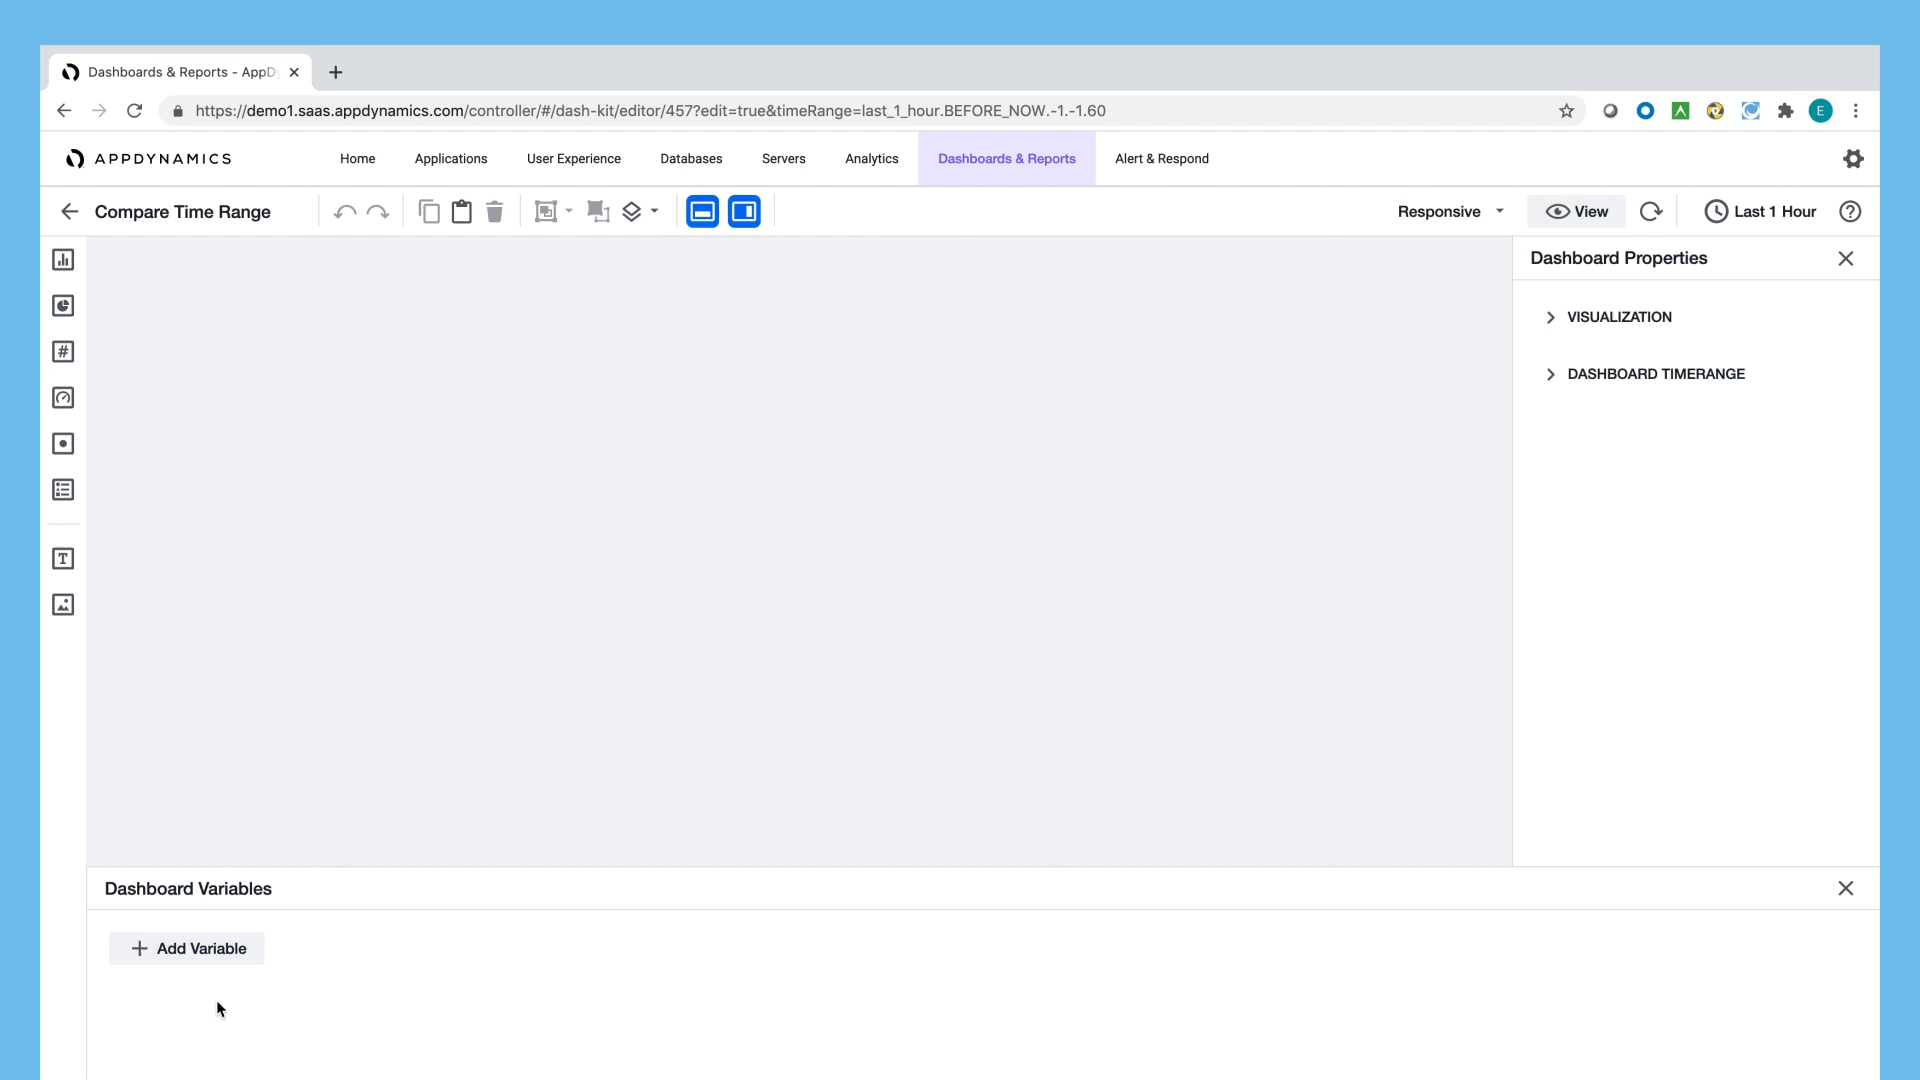 Dashboards & Reports - AppD
https://demo1.saas.appdynamics.com/controller/#/dash-kit/editor/457?edit=true&timeRange=last_1_hour.BEFORE_NOW.-1.-1.60
E
APPDYNAMICS
Home
Applications
User Experience
Databases
Servers
Analytics
Dashboards & Reports
Alert & Respond
Compare Time Range
Responsive
View
Last 1 Hour
Dashboard Properties
VISUALIZATION
DASHBOARD TIMERANGE
Dashboard Variables
Add Variable